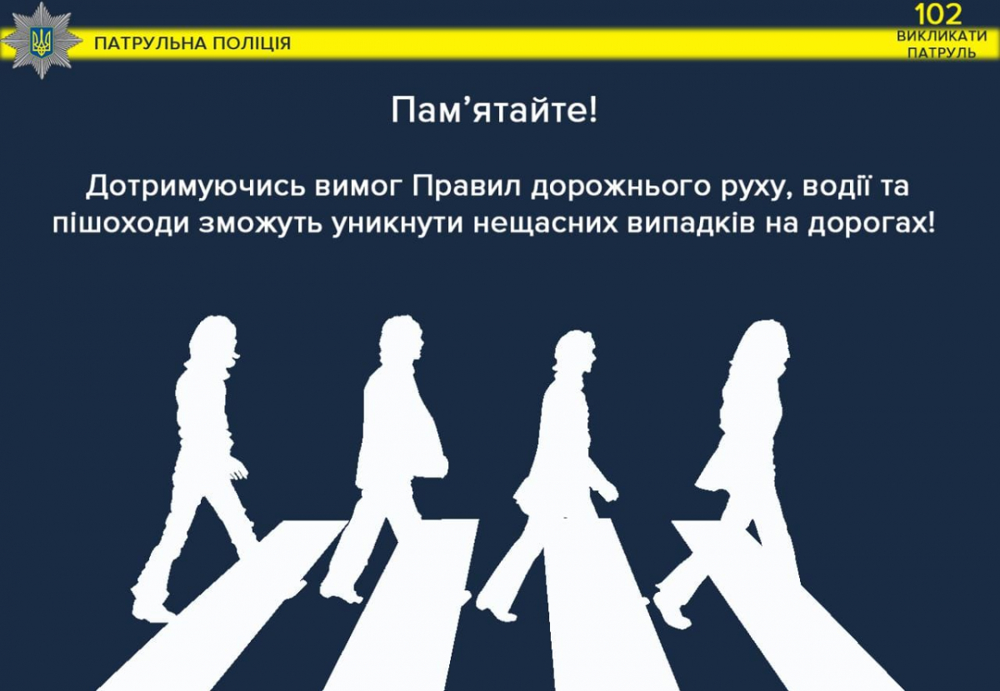 ПАТРУЛЬНА ПОЛІЦІЯ
102
ВИКЛИКАТИ
ПАТРУЛЬ
Пам’ятайте!
Дотримуючись вимог Правил дорожнього руху, водії та
пішоходи зможуть уникнути нещасних випадків на дорогах!